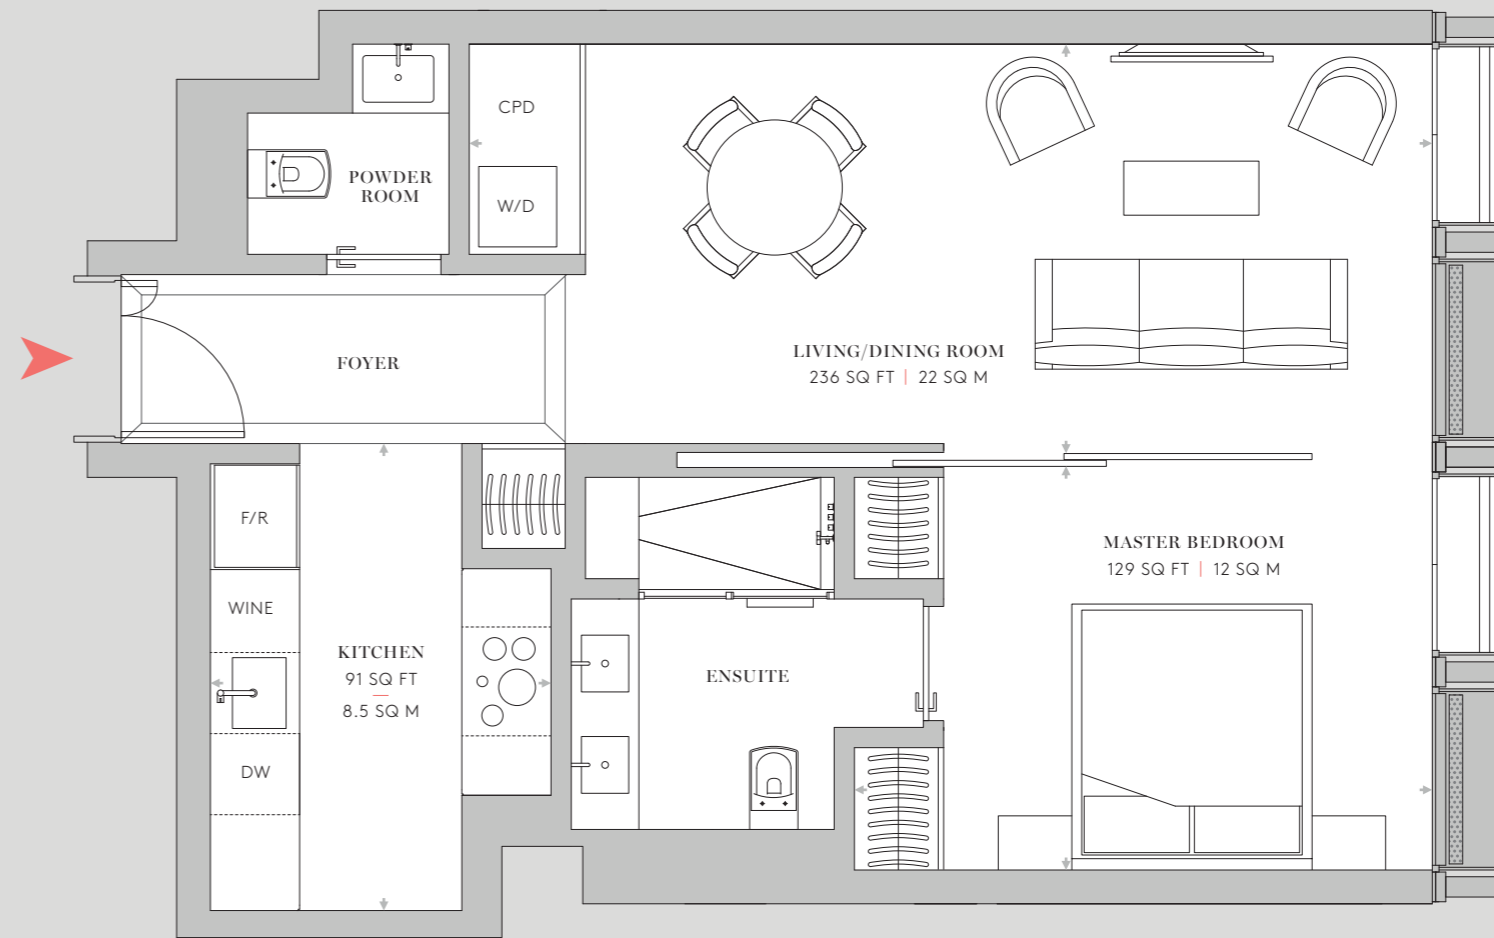 CPD
POWDER
ROOM
W/D
FOYER
LIVING/DINING ROOM
236 SQ FT | 22 SQ M
F/R
MASTER BEDROOM
129 SQ FT | 12 SQ M
WINE
KITCHEN
91 SQ FT
8.5 SQ M
ENSUITE
DW